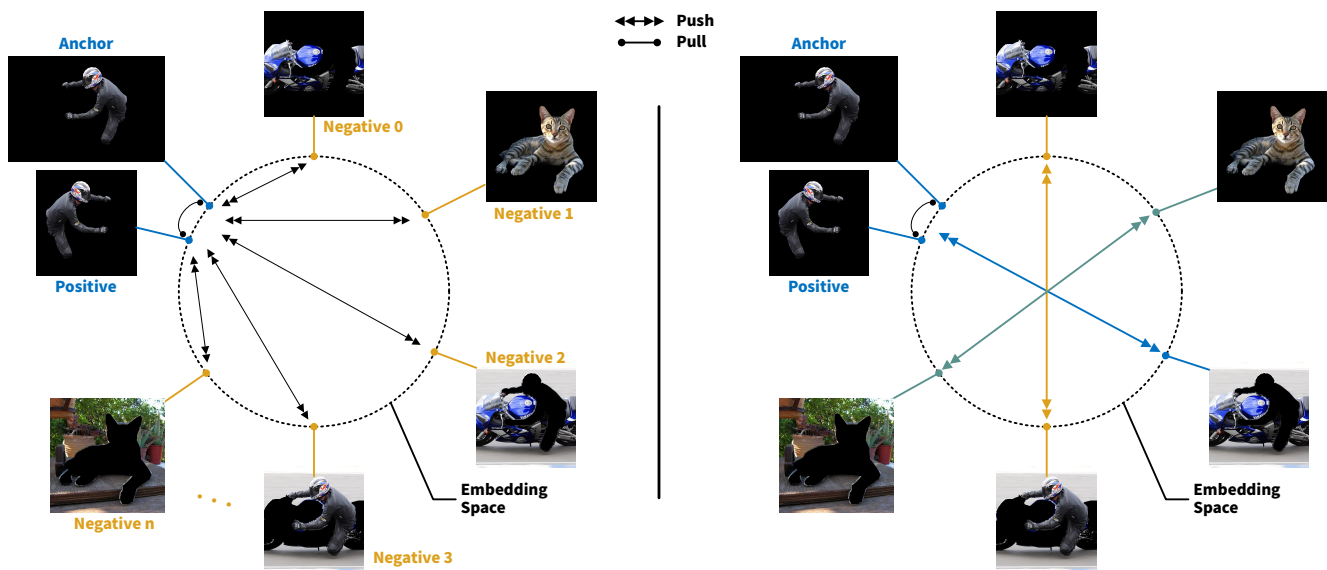 Push
Pull
Anchor
Negative 0
Negative 1
Positive
Negative 2
Embedding
Space
Negative n
Negative 3
Anchor
Positive
Embedding
Space